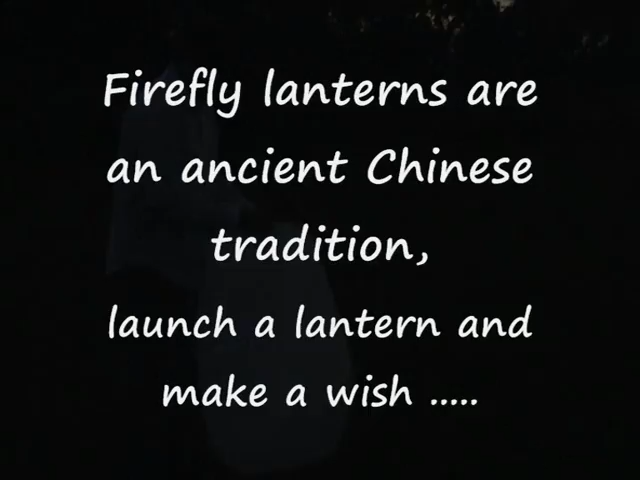 Firefly lanterns are
an ancient Chinese
tradition,
launch a lantern and
make a wish .....